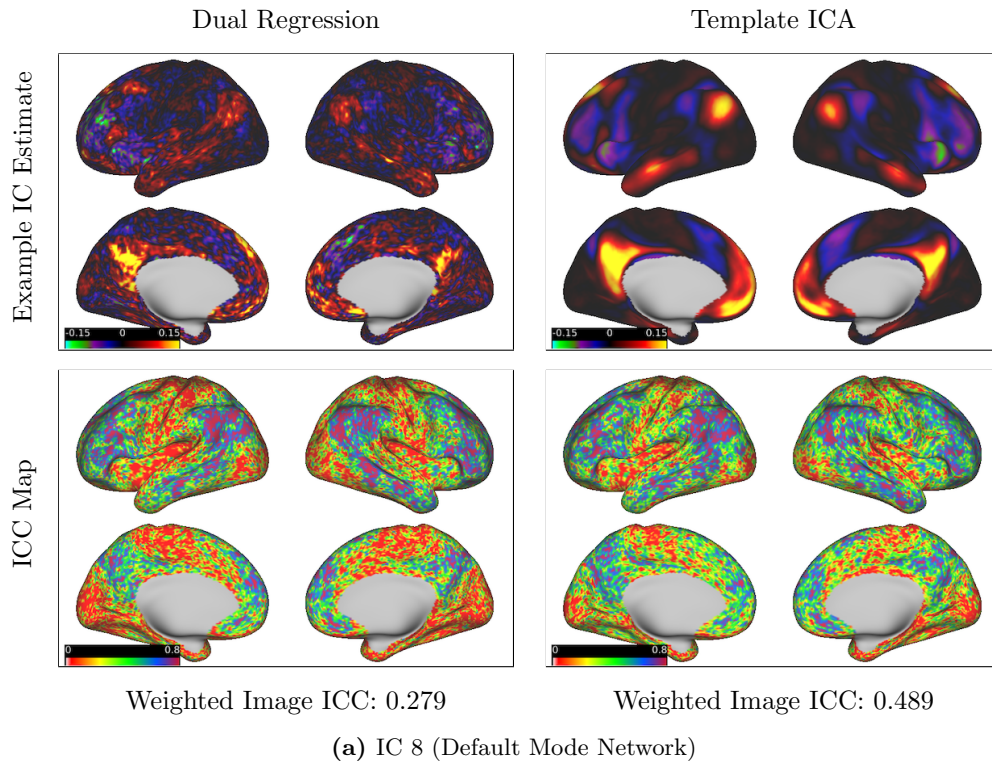 Dual Regression
Template ICA
Example IC Estimate
-0.15 0 0.15
-0.15 0 0.15
ICC Map
0 0.8
0 0.8
Weighted Image ICC: 0.279
Weighted Image ICC: 0.489
(a) IC 8 (Default Mode Network)